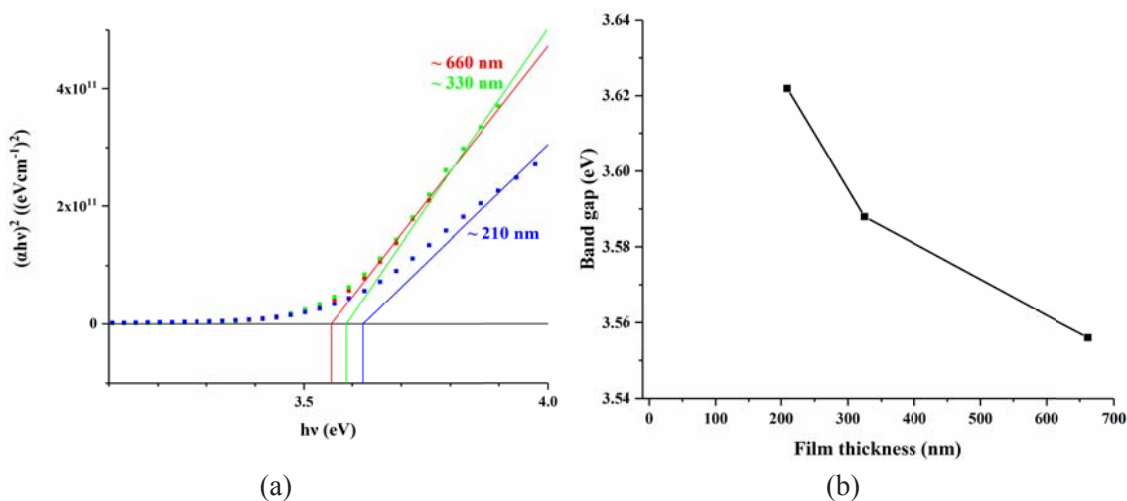 ~ 660 nm
~ 330 nm
~ 210 nm
4x10¹¹
2x10¹¹
0
(αhν)² ((eVcm⁻¹)²)
3.5
4.0
hν (eV)
(a)
3.64
3.62
3.60
3.58
3.56
3.54
Band gap (eV)
0 100 200 300 400 500 600 700
Film thickness (nm)
(b)